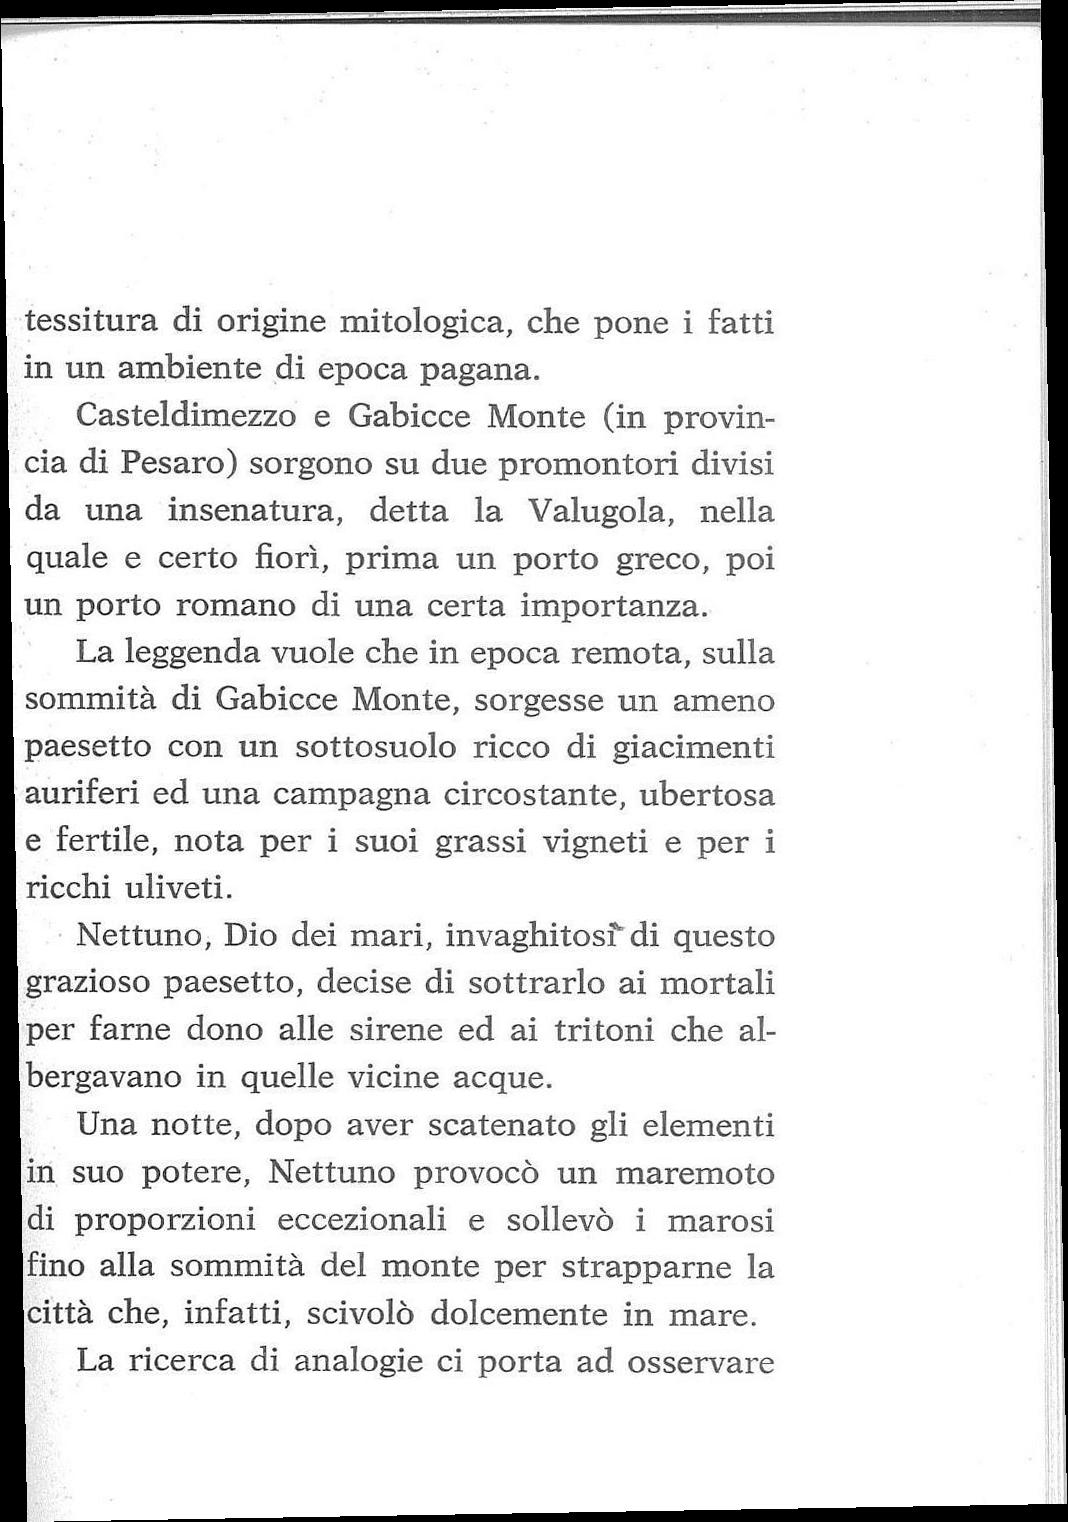 tessitura di origine mitologica, che pone i fatti
in un ambiente di epoca pagana.
Casteldimezzo e Gabicce Monte (in provin-
cia di Pesaro) sorgono su due promontori divisi
da una insenatura, detta la Valugola, nella
quale e certo fiorì, prima un porto greco, poi
un porto romano di una certa importanza.
La leggenda vuole che in epoca remota, sulla
sommità di Gabicce Monte, sorgesse un ameno
paesetto con un sottosuolo ricco di giacimenti
auriferi ed una campagna circostante, ubertosa
e fertile, nota per i suoi grassi vigneti e per i
ricchi uliveti.
Nettuno, Dio dei mari, invaghitosi di questo
grazioso paesetto, decise di sottrarlo ai mortali
per farne dono alle sirene ed ai tritoni che al-
bergavano in quelle vicine acque.
Una notte, dopo aver scatenato gli elementi
in suo potere, Nettuno provocò un maremoto
di proporzioni eccezionali e sollevò i marosi
fino alla sommità del monte per strapparne la
città che, infatti, scivolò dolcemente in mare.
La ricerca di analogie ci porta ad osservare